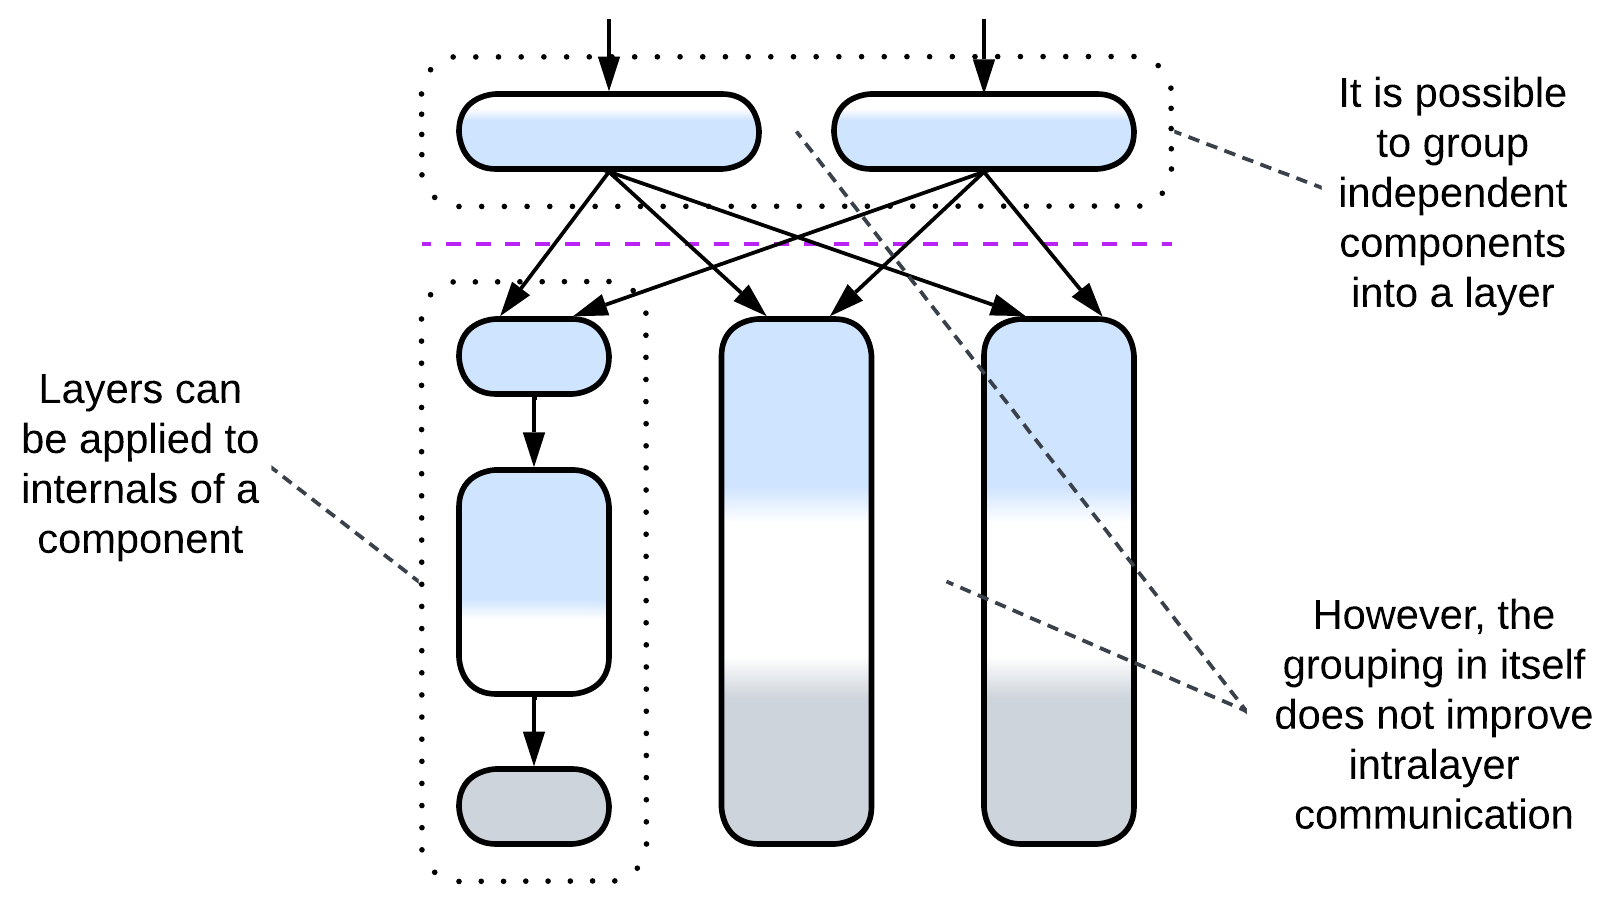 It is possible
to group
independent
components
into a layer
Layers can
be applied to
internals of a
component
However, the
grouping in itself
does not improve
intralayer
communication